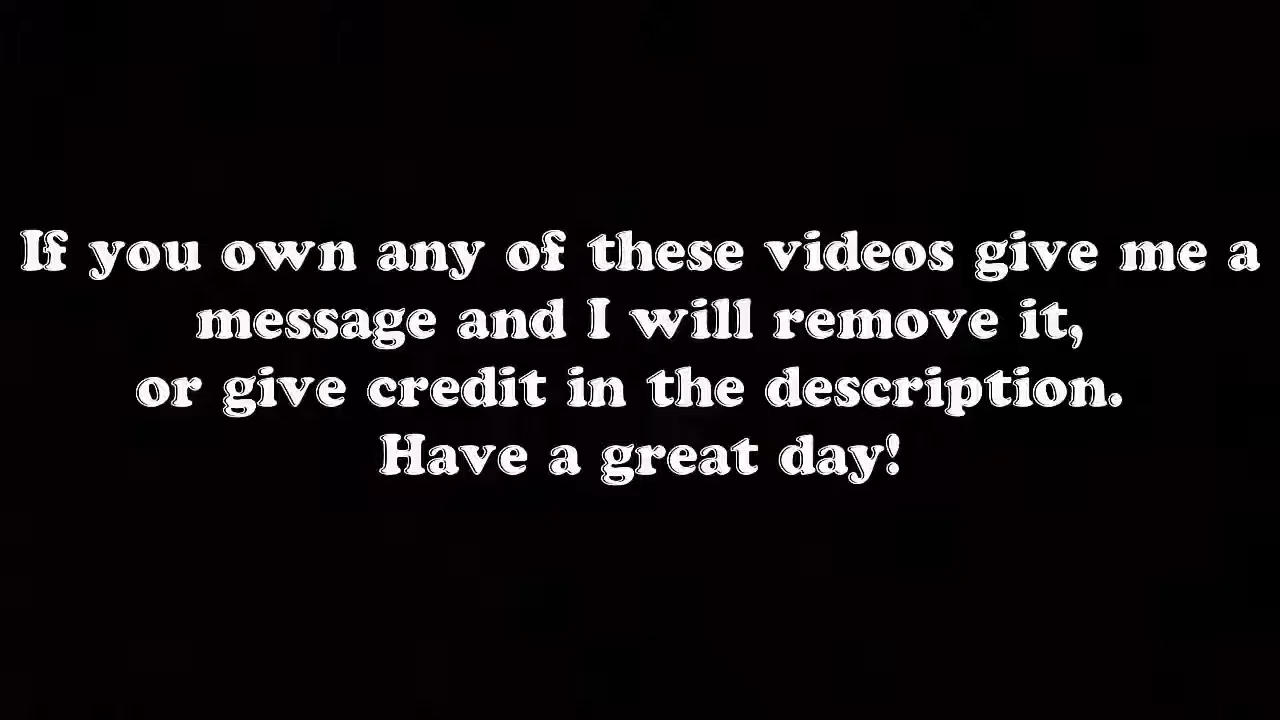 If you own any of these videos give me a
message and I will remove it,
or give credit in the description.
Have a great day!